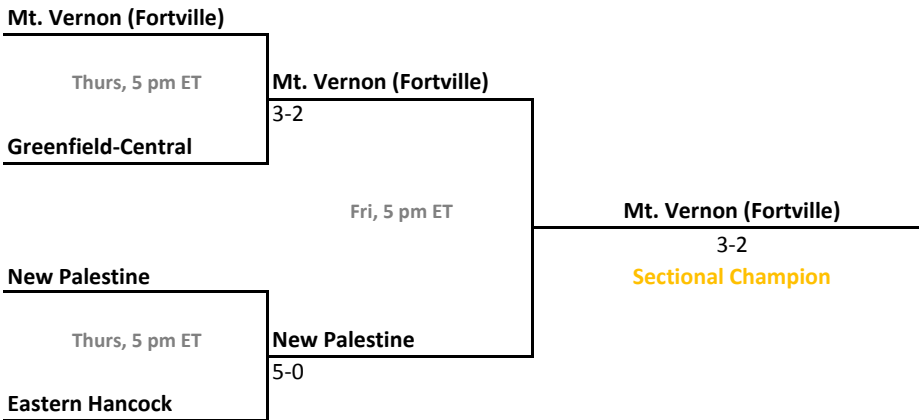 Mt. Vernon (Fortville)
Thurs, 5 pm ET
Mt. Vernon (Fortville)
3-2
Greenfield-Central
Fri, 5 pm ET
Mt. Vernon (Fortville)
3-2
Sectional Champion
New Palestine
Thurs, 5 pm ET
New Palestine
5-0
Eastern Hancock